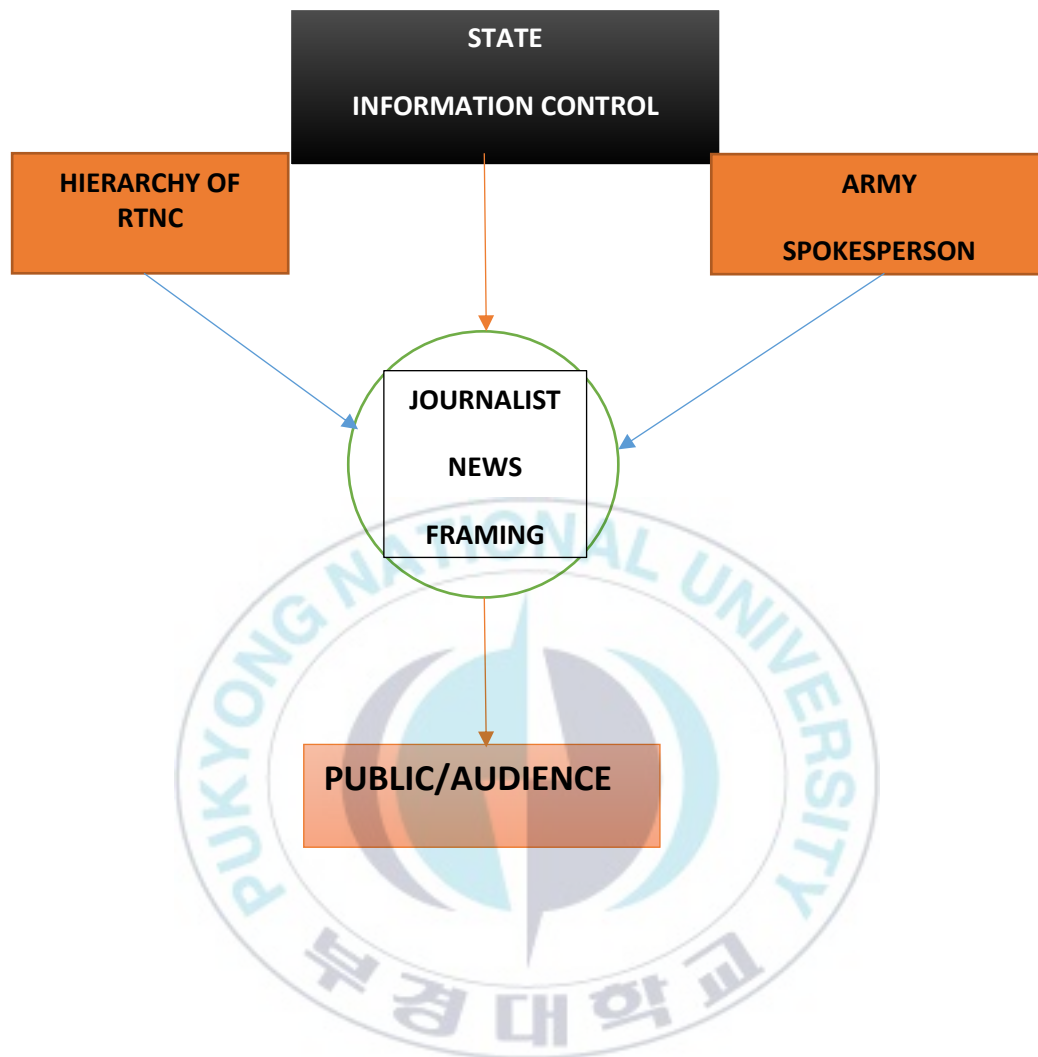 STATE
INFORMATION CONTROL
HIERARCHY OF
RTNC
ARMY
SPOKESPERSON
JOURNALIST
NEWS
FRAMING
PUBLIC/AUDIENCE
PUKYONG NATIONAL UNIVERSITY
부경대학교